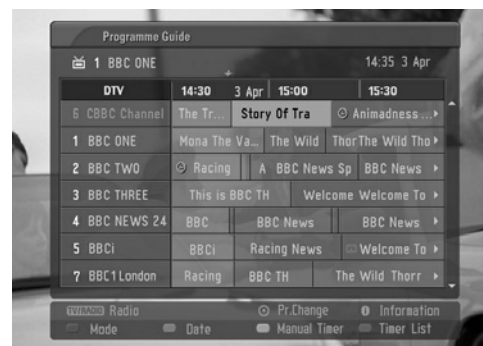 Programme Guide
1 BBC ONE 14:35 3 Apr
DTV 14:30 3 Apr 15:00 15:30
6 CBBC Channel The Tr... Story Of Tra Animadness ...
1 BBC ONE Mona The Va... The Wild Thor The Wild Tho
2 BBC TWO Racing A BBC News Sp BBC News
3 BBC THREE This is BBC TH Welcome Welcome To
4 BBC NEWS 24 BBC BBC News BBC News
5 BBCi BBCi Racing News Welcome To
7 BBC1 London Racing BBC TH The Wild Thorr
TV/RADIO Radio Pr.Change Information
Mode Date Manual Timer Timer List